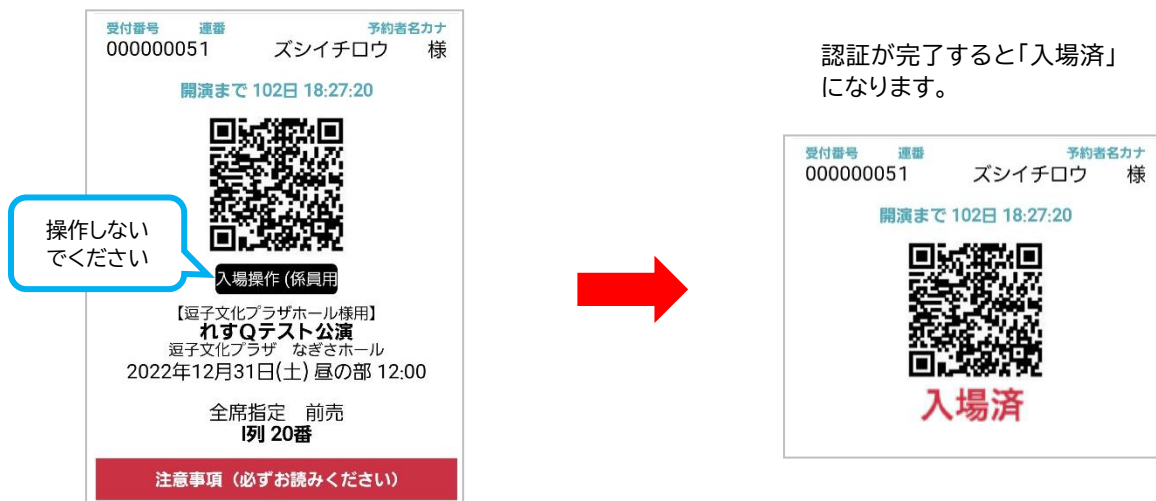 受付番号 連番 予約者名カナ
000000051 ズシイチロウ 様
開演まで 102日 18:27:20
操作しない
でください
入場操作 (係員用
【逗子文化プラザホール様用】
れすQテスト公演
逗子文化プラザ なぎさホール
2022年12月31日(土) 昼の部 12:00
全席指定 前売
I列 20番
注意事項（必ずお読みください）
認証が完了すると「入場済」
になります。
受付番号 連番 予約者名カナ
000000051 ズシイチロウ 様
開演まで 102日 18:27:20
入場済